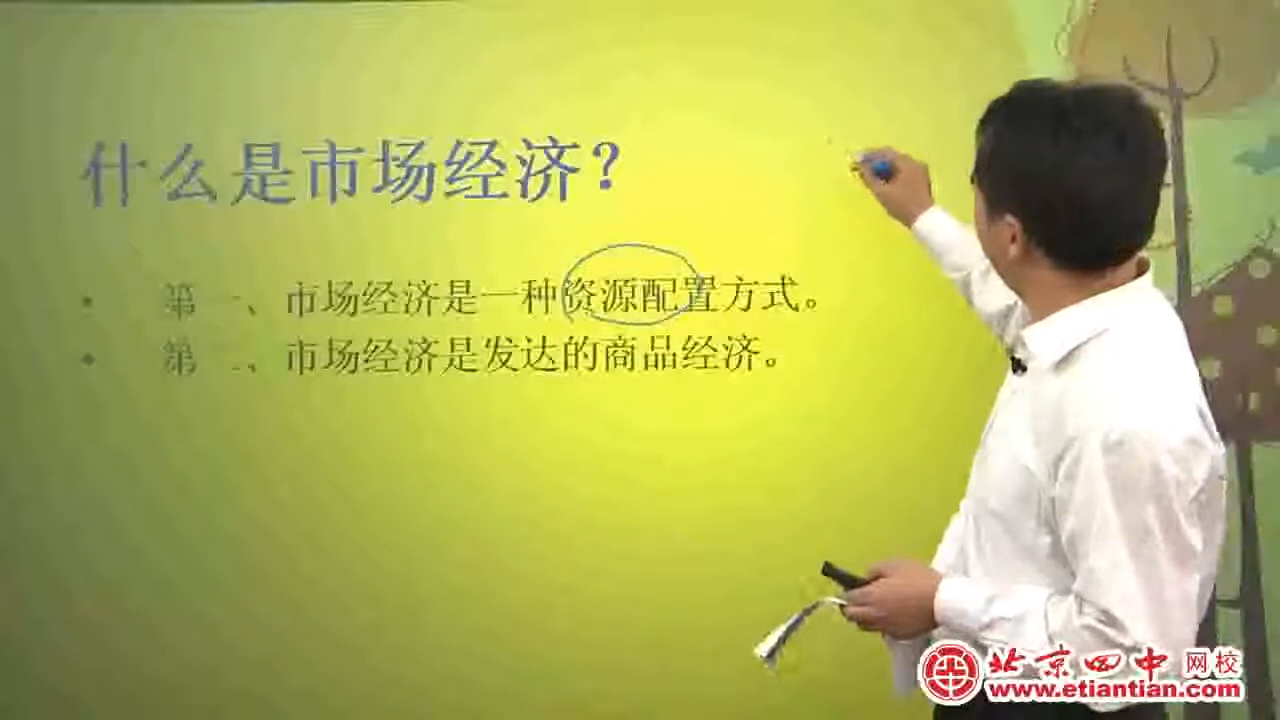 什么是市场经济？
• 第一、市场经济是一种资源配置方式。
• 第二、市场经济是发达的商品经济。
北京四中网校
www.etiantian.com